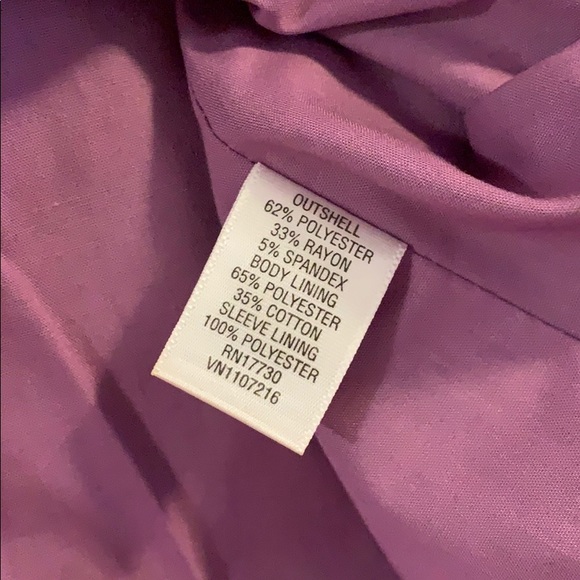 OUTSHELL
62% POLYESTER
33% RAYON
5% SPANDEX
BODY LINING
65% POLYESTER
35% COTTON
SLEEVE LINING
100% POLYESTER
RN17730
VN1107216